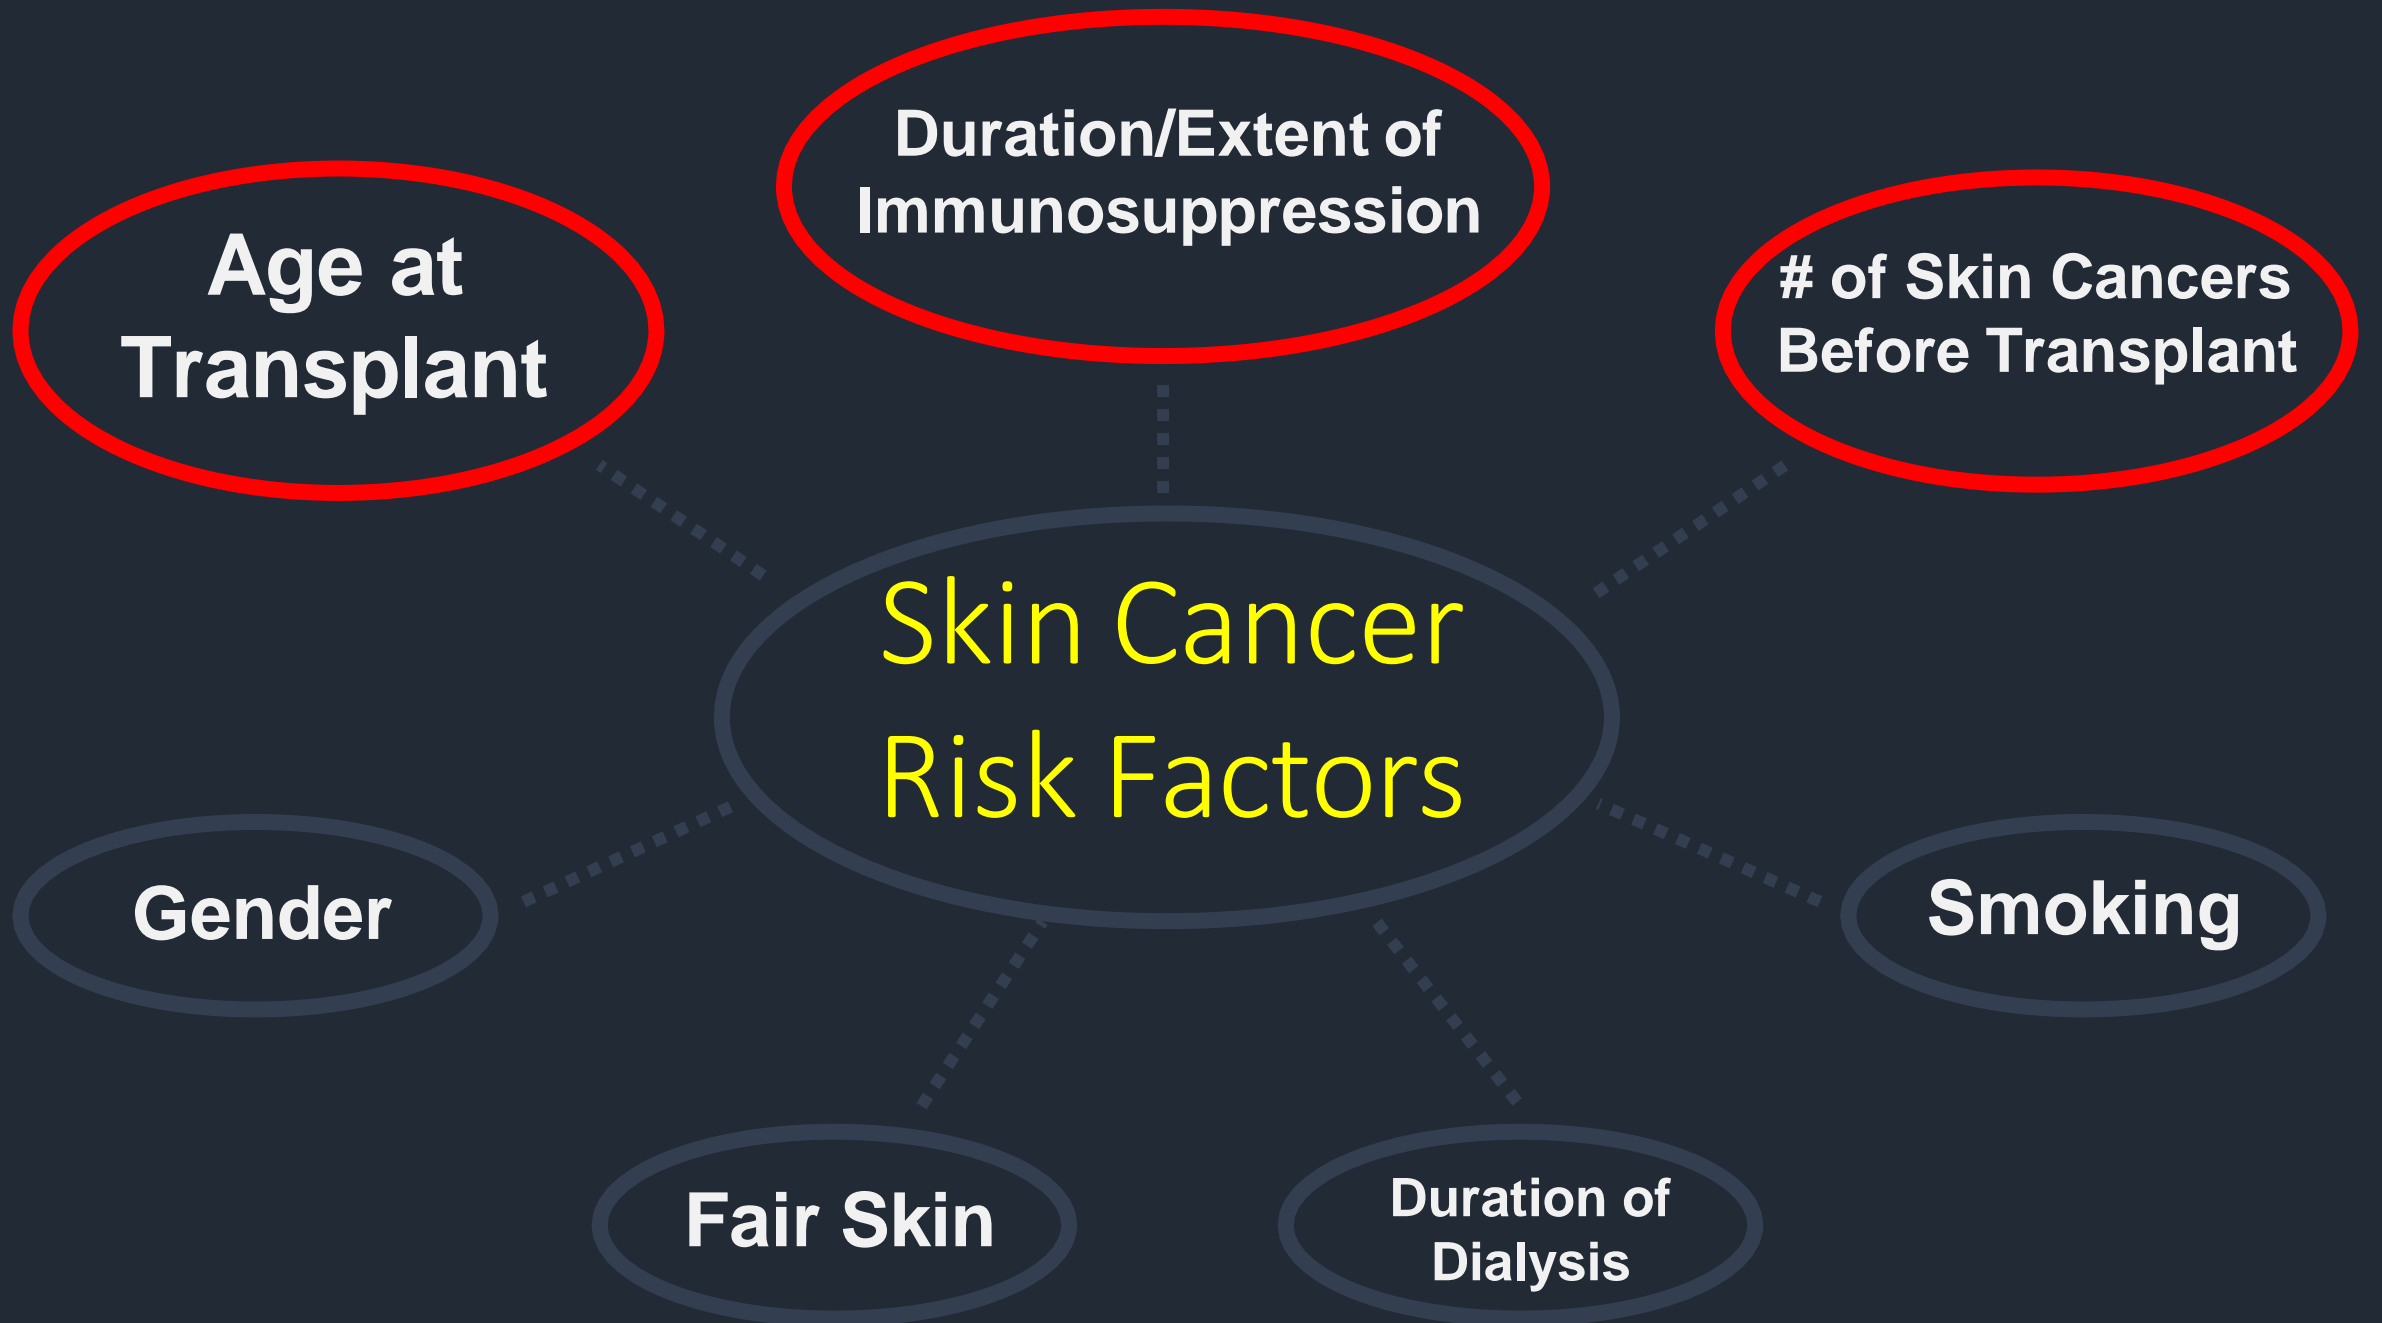 Duration/Extent of
Immunosuppression
Age at
Transplant
# of Skin Cancers
Before Transplant
Skin Cancer
Risk Factors
Gender
Smoking
Fair Skin
Duration of
Dialysis